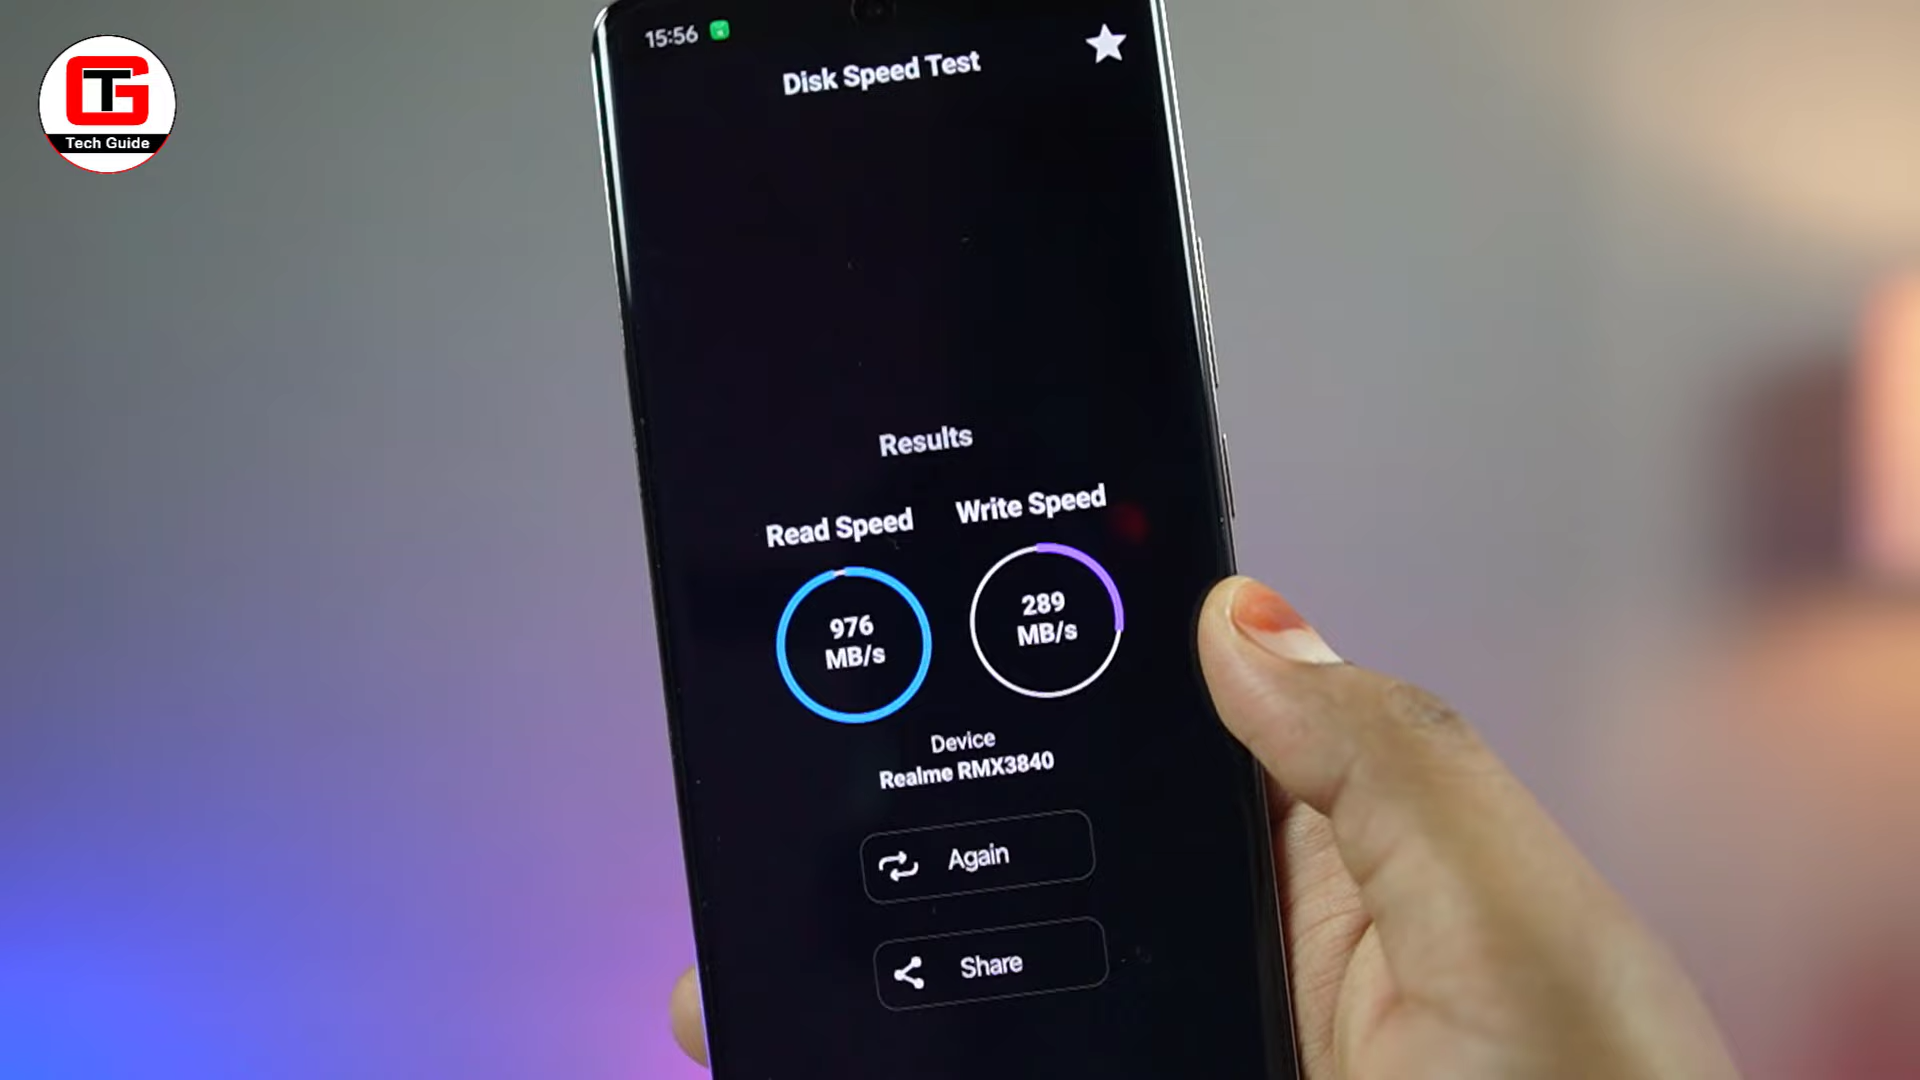 TG
Tech Guide
15:56
Disk Speed Test
Results
Read Speed
Write Speed
976
MB/s
289
MB/s
Device
Realme RMX3840
Again
Share